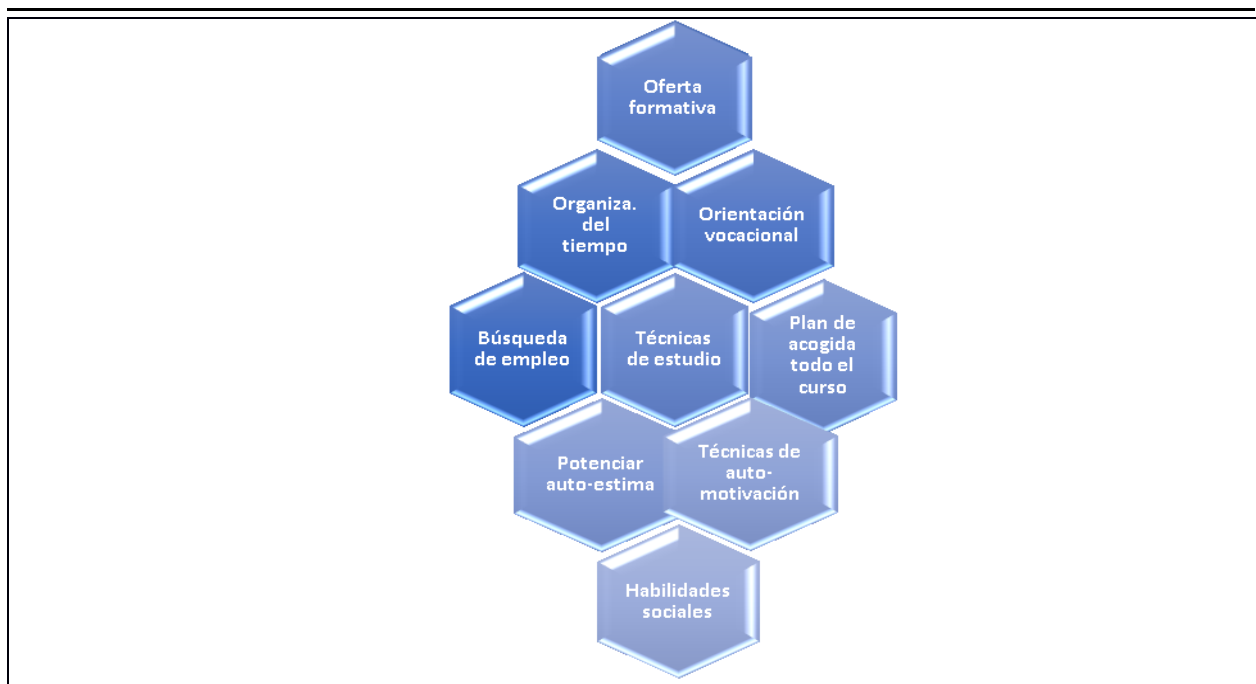 Oferta
formativa
Organiza.
del
tiempo
Orientación
vocacional
Búsqueda
de empleo
Técnicas
de estudio
Plan de
acogida
todo el
curso
Potenciar
auto-estima
Técnicas de
auto-
motivación
Habilidades
sociales